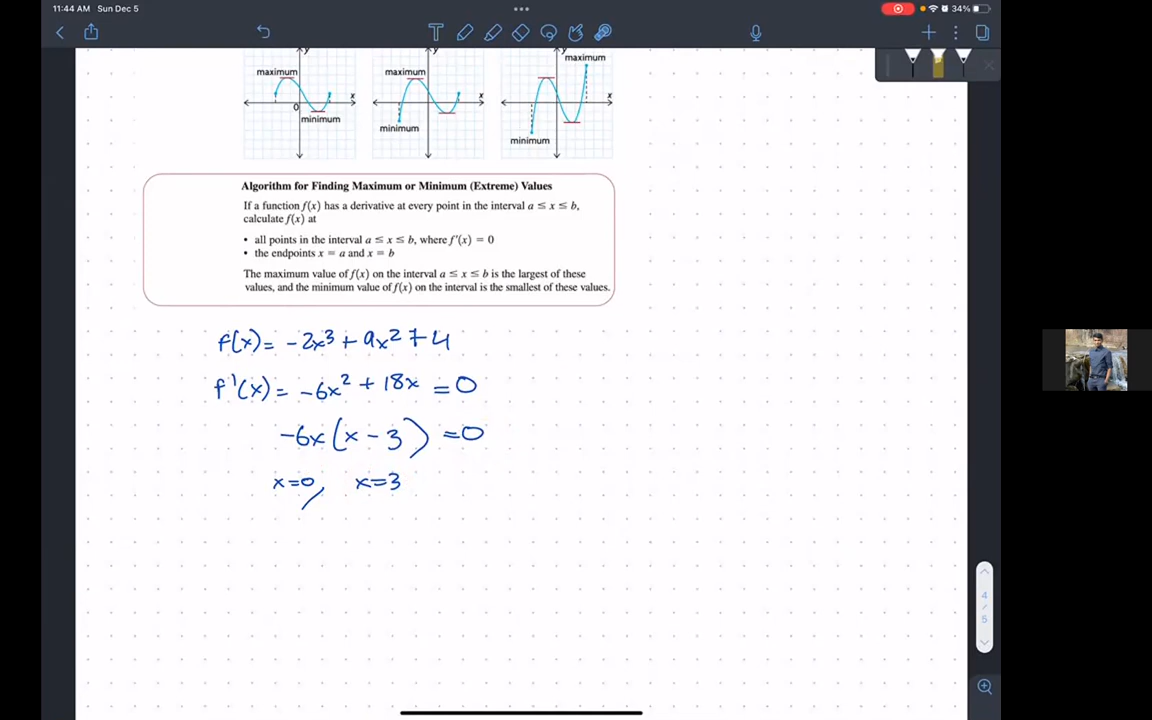 11:44 AM Sun Dec 5
34%
y
y
y
maximum
maximum
maximum
x
x
x
0
minimum
minimum
minimum
Algorithm for Finding Maximum or Minimum (Extreme) Values
If a function f(x) has a derivative at every point in the interval a ≤ x ≤ b,
calculate f(x) at
• all points in the interval a ≤ x ≤ b, where f'(x) = 0
• the endpoints x = a and x = b
The maximum value of f(x) on the interval a ≤ x ≤ b is the largest of these
values, and the minimum value of f(x) on the interval is the smallest of these values.
f(x) = -2x³ + 9x² + 4
f'(x) = -6x² + 18x = 0
-6x(x - 3) = 0
x=0, x=3
4
/
5